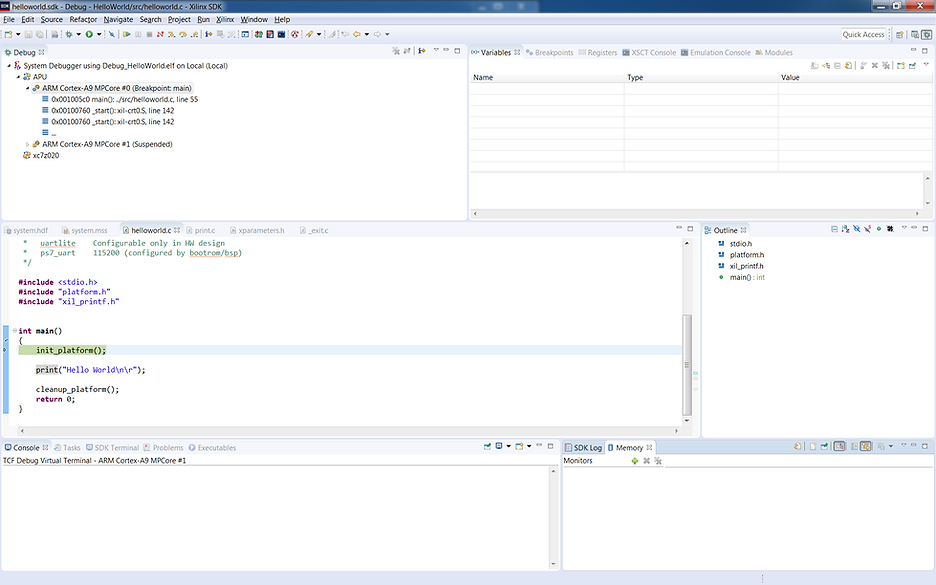 helloworld.sdk - Debug - HelloWorld/src/helloworld.c - Xilinx SDK
File Edit Source Refactor Navigate Search Project Run Xilinx Window Help
Quick Access
Debug
System Debugger using Debug_HelloWorld.elf on Local (Local)
APU
ARM Cortex-A9 MPCore #0 (Breakpoint: main)
0x001005c0 main(): ../src/helloworld.c, line 55
0x00100760 _start(): xil-crt0.S, line 142
0x00100760 _start(): xil-crt0.S, line 142
...
ARM Cortex-A9 MPCore #1 (Suspended)
xc7z020
Variables Breakpoints Registers XSCT Console Emulation Console Modules
Name Type Value
system.hdf system.mss helloworld.c print.c xparameters.h _exit.c
* uartlite Configurable only in HW design
* ps7_uart 115200 (configured by bootrom/bsp)
*/
#include <stdio.h>
#include "platform.h"
#include "xil_printf.h"
int main()
{
init_platform();
print("Hello World\n\r");
cleanup_platform();
return 0;
}
Outline
stdio.h
platform.h
xil_printf.h
main() : int
Console Tasks SDK Terminal Problems Executables
TCF Debug Virtual Terminal - ARM Cortex-A9 MPCore #1
SDK Log Memory
Monitors